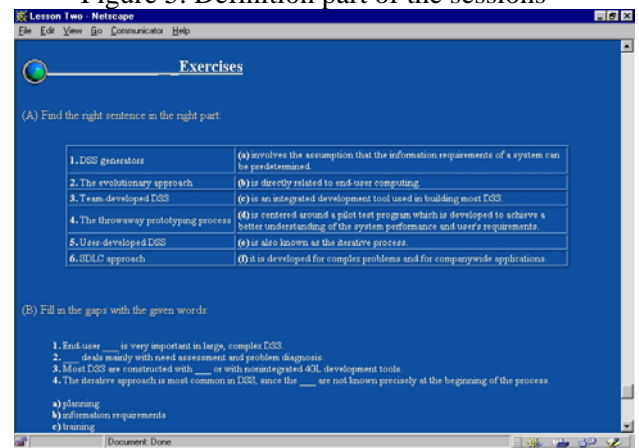 Figure 5. Definition part of the sessions
Lesson Two - Netscape
File Edit View Go Communicator Help
Exercises
(A) Find the right sentence in the right part:
1. DSS generators
(a) involves the assumption that the information requirements of a system can
be predetermined.
2. The evolutionary approach
(b) is directly related to end-user computing.
3. Team-developed DSS
(c) is an integrated development tool used in building most DSS
4. The throwaway prototyping process
(d) is centered around a pilot test program which is developed to achieve a
better understanding of the system performance and user's requirements.
5. User-developed DSS
(e) is also known as the iterative process.
6. SDLC approach
(f) it is developed for complex problems and for companywide applications.
(B) Fill in the gaps with the given words:
1. End-user ___ is very important in large, complex DSS.
2. ___ deals mainly with need assessment and problem diagnosis.
3. Most DSS are constructed with ___ or with nonintegrated 4GL development tools.
4. The iterative approach is most common in DSS, since the ___ are not known precisely at the beginning of the process.
a) planning
b) information requirements
c) training
Document: Done